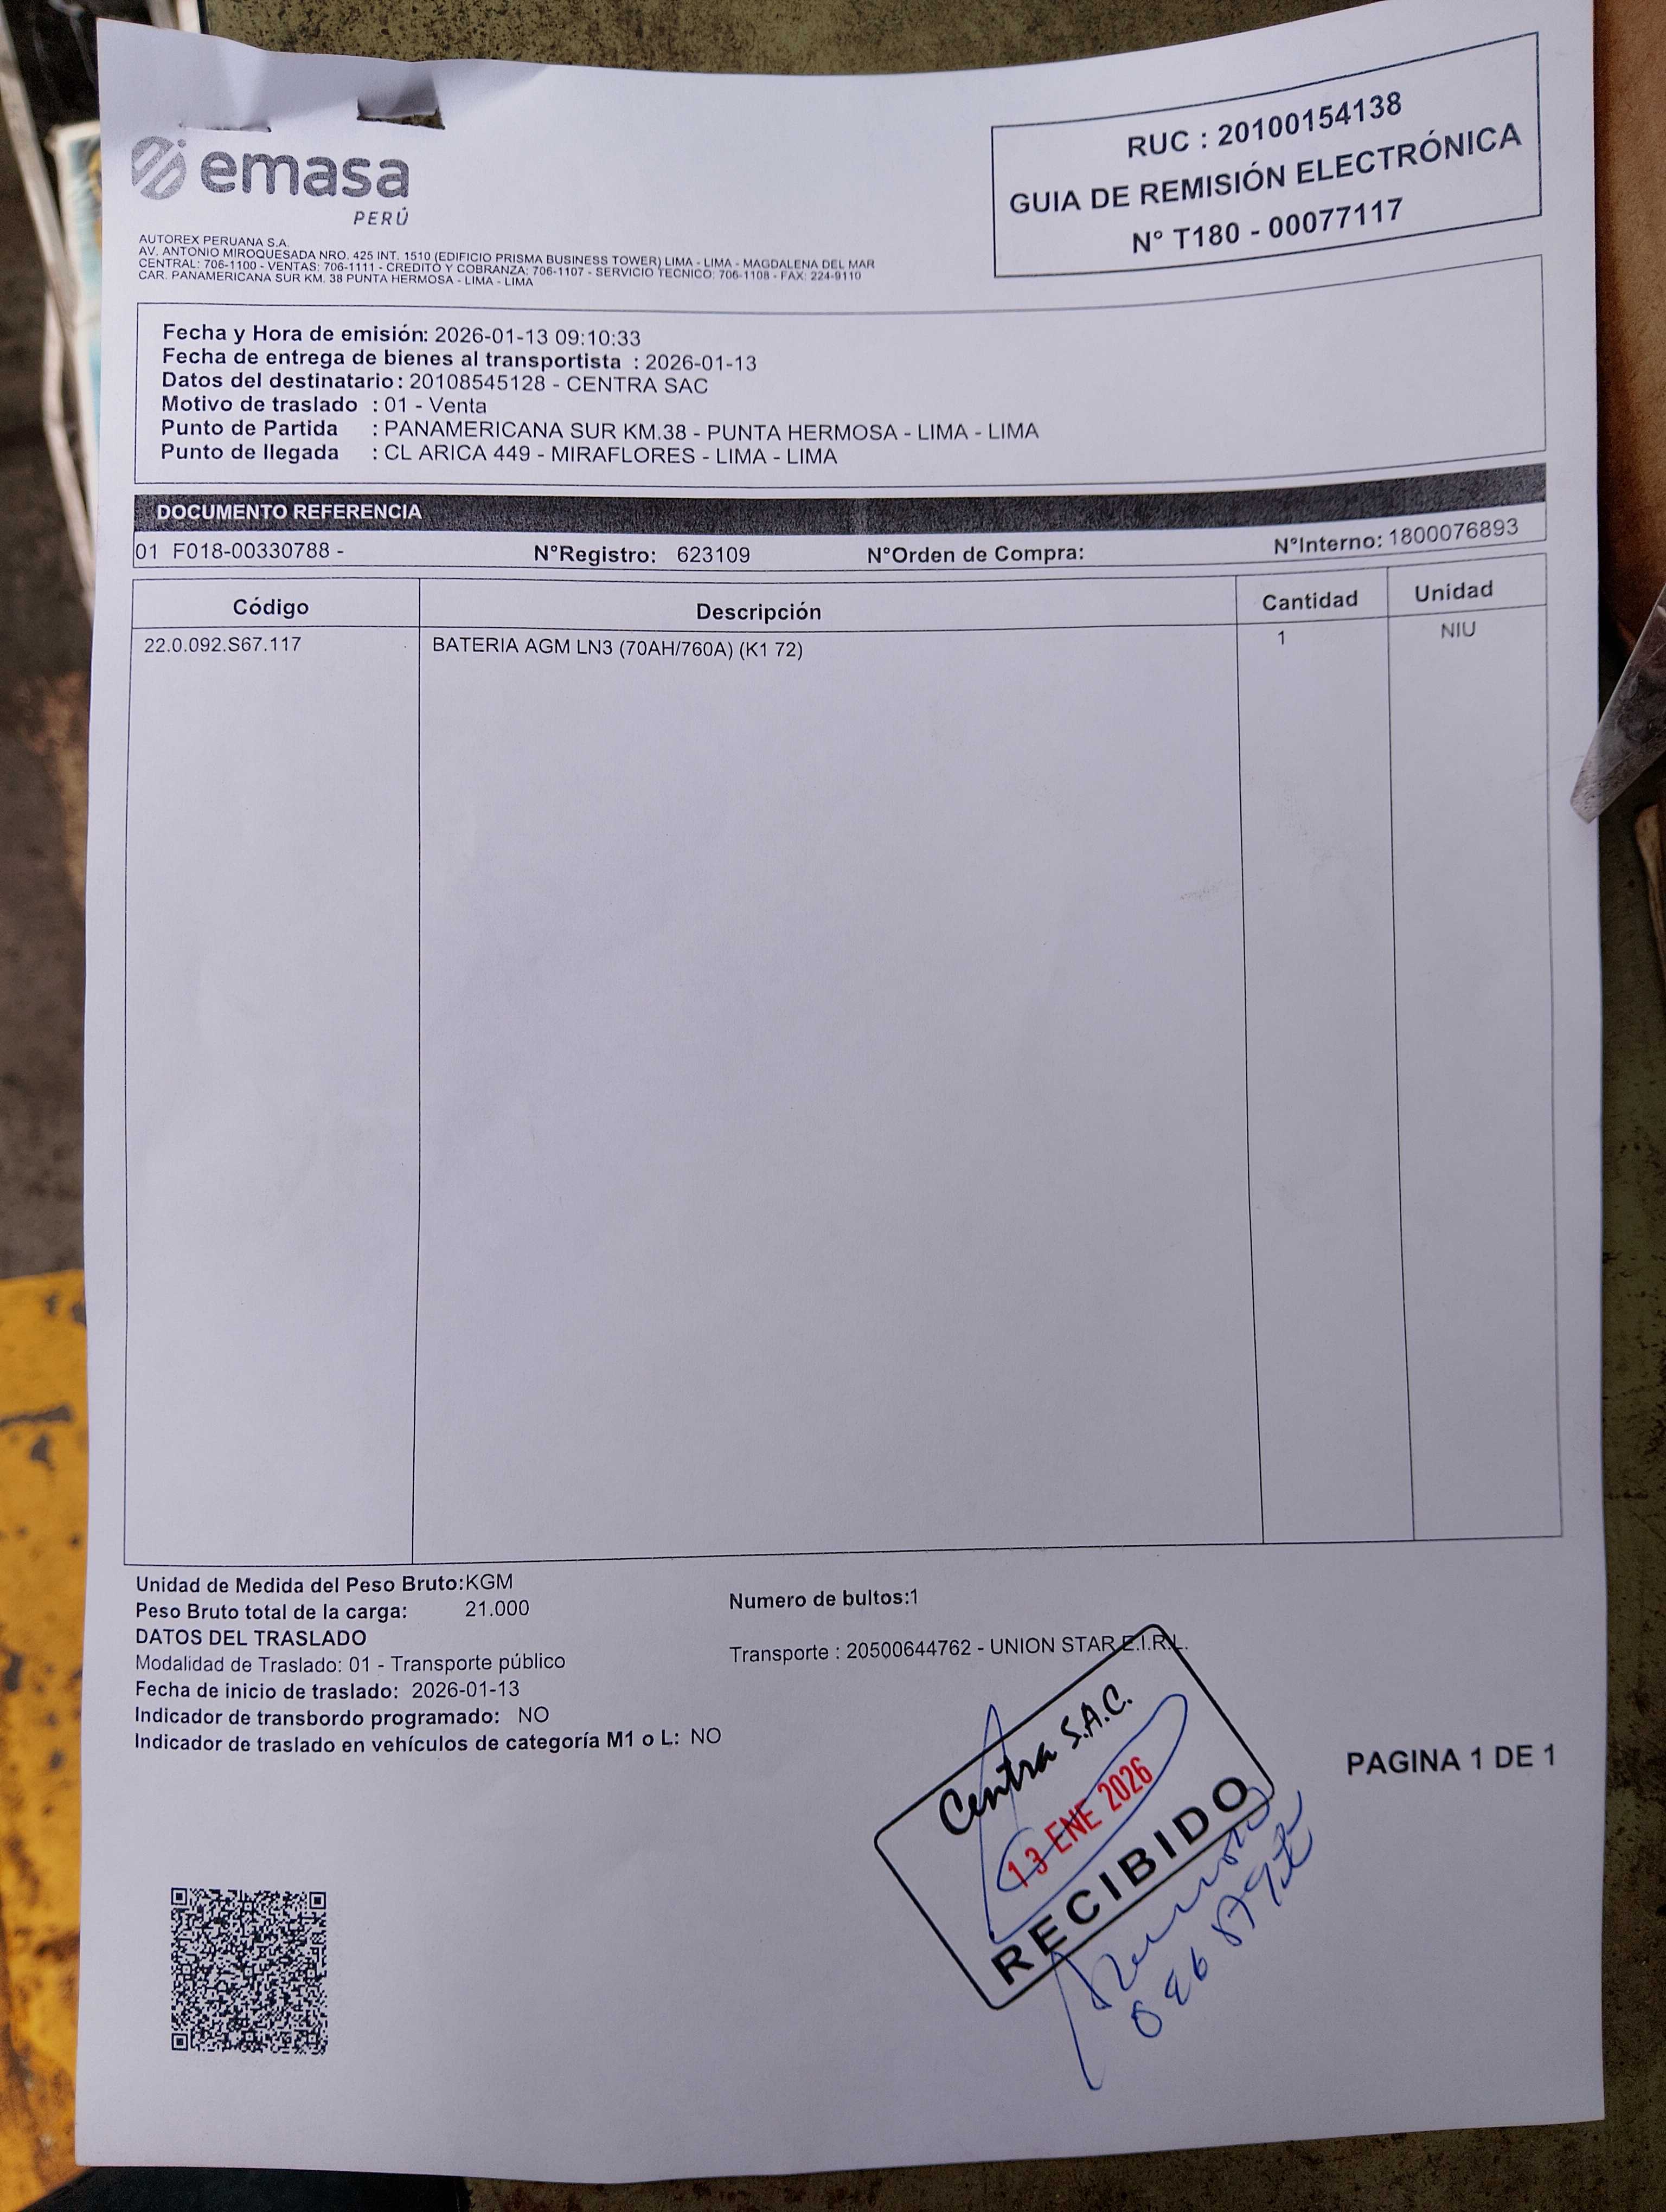 emasa
PERÚ
RUC : 20100154138
GUIA DE REMISIÓN ELECTRÓNICA
N° T180 - 00077117
AUTOREX PERUANA S.A.
AV. ANTONIO MIROQUESADA NRO. 425 INT. 1510 (EDIFICIO PRISMA BUSINESS TOWER) LIMA - LIMA - MAGDALENA DEL MAR
CENTRAL: 706-1100 - VENTAS: 706-1111 - CREDITO Y COBRANZA: 706-1107 - SERVICIO TECNICO: 706-1108 - FAX: 224-9110
CAR. PANAMERICANA SUR KM. 38 PUNTA HERMOSA - LIMA - LIMA
Fecha y Hora de emisión: 2026-01-13 09:10:33
Fecha de entrega de bienes al transportista : 2026-01-13
Datos del destinatario : 20108545128 - CENTRA SAC
Motivo de traslado : 01 - Venta
Punto de Partida : PANAMERICANA SUR KM.38 - PUNTA HERMOSA - LIMA - LIMA
Punto de llegada : CL ARICA 449 - MIRAFLORES - LIMA - LIMA
DOCUMENTO REFERENCIA
01 F018-00330788 - N°Registro: 623109 N°Orden de Compra: N°Interno: 1800076893
Código Descripción Cantidad Unidad
22.0.092.S67.117 BATERIA AGM LN3 (70AH/760A) (K1 72) 1 NIU
Unidad de Medida del Peso Bruto:KGM
Peso Bruto total de la carga: 21.000
Numero de bultos:1
DATOS DEL TRASLADO
Modalidad de Traslado: 01 - Transporte público
Transporte : 20500644762 - UNION STAR E.I.R.L.
Fecha de inicio de traslado: 2026-01-13
Indicador de transbordo programado: NO
Indicador de traslado en vehículos de categoría M1 o L: NO
PAGINA 1 DE 1
Centra S.A.C.
13 ENE 2026
RECIBIDO